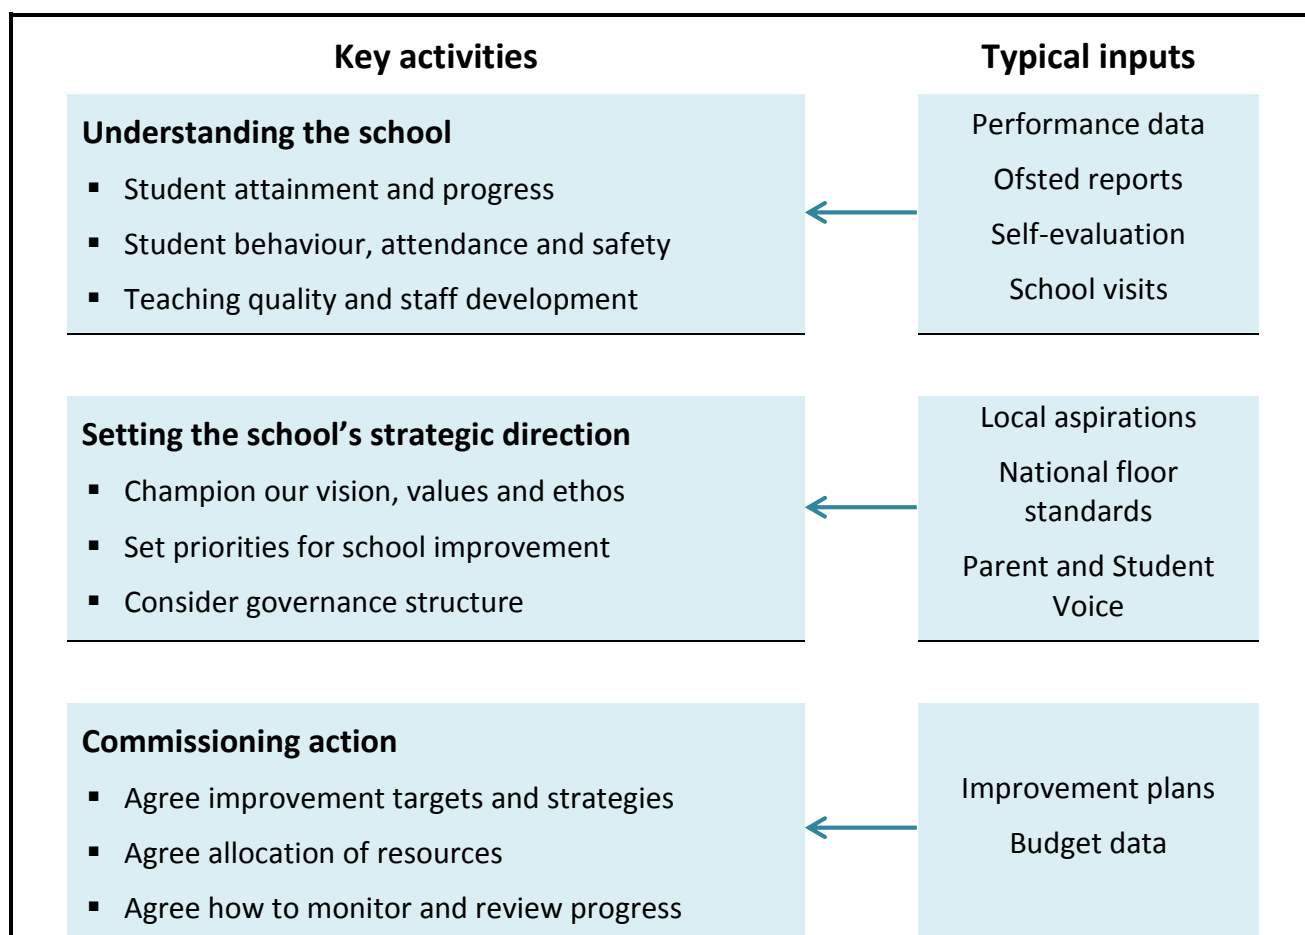 Key activities
Typical inputs
Understanding the school
▪ Student attainment and progress
▪ Student behaviour, attendance and safety
▪ Teaching quality and staff development
Performance data
Ofsted reports
Self-evaluation
School visits
Setting the school’s strategic direction
▪ Champion our vision, values and ethos
▪ Set priorities for school improvement
▪ Consider governance structure
Local aspirations
National floor
standards
Parent and Student
Voice
Commissioning action
▪ Agree improvement targets and strategies
▪ Agree allocation of resources
▪ Agree how to monitor and review progress
Improvement plans
Budget data